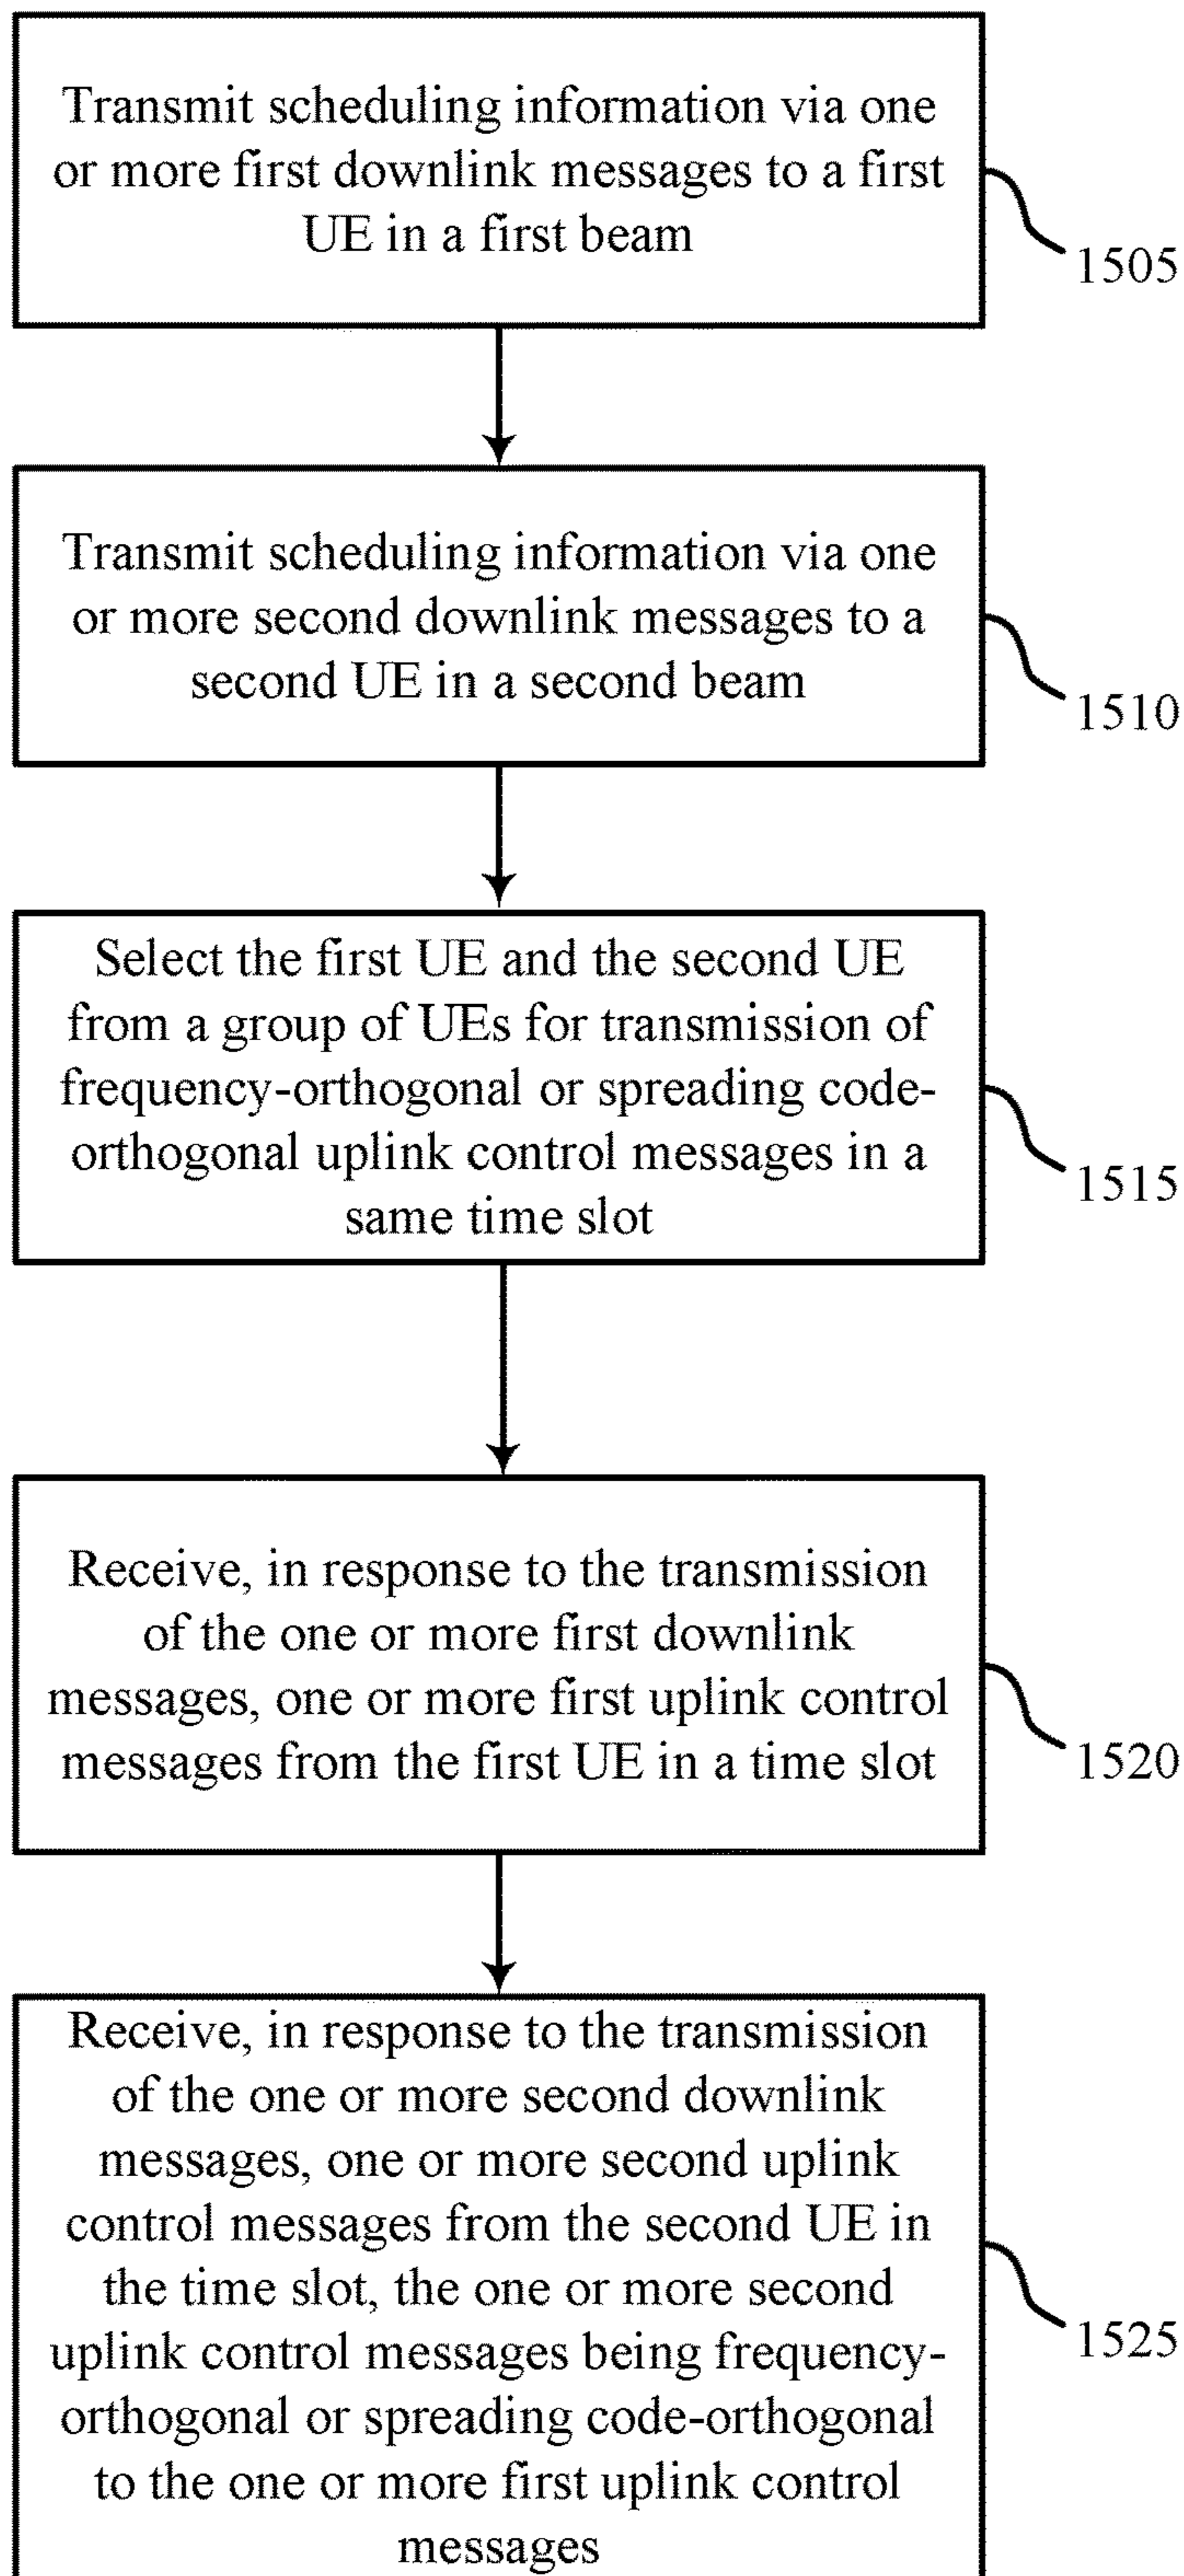 Transmit scheduling information via one
or more first downlink messages to a first
UE in a first beam
1505
Transmit scheduling information via one
or more second downlink messages to a
second UE in a second beam
1510
Select the first UE and the second UE
from a group of UEs for transmission of
frequency-orthogonal or spreading code-
orthogonal uplink control messages in a
same time slot
1515
Receive, in response to the transmission
of the one or more first downlink
messages, one or more first uplink control
messages from the first UE in a time slot
1520
Receive, in response to the transmission
of the one or more second downlink
messages, one or more second uplink
control messages from the second UE in
the time slot, the one or more second
uplink control messages being frequency-
orthogonal or spreading code-orthogonal
to the one or more first uplink control
messages
1525